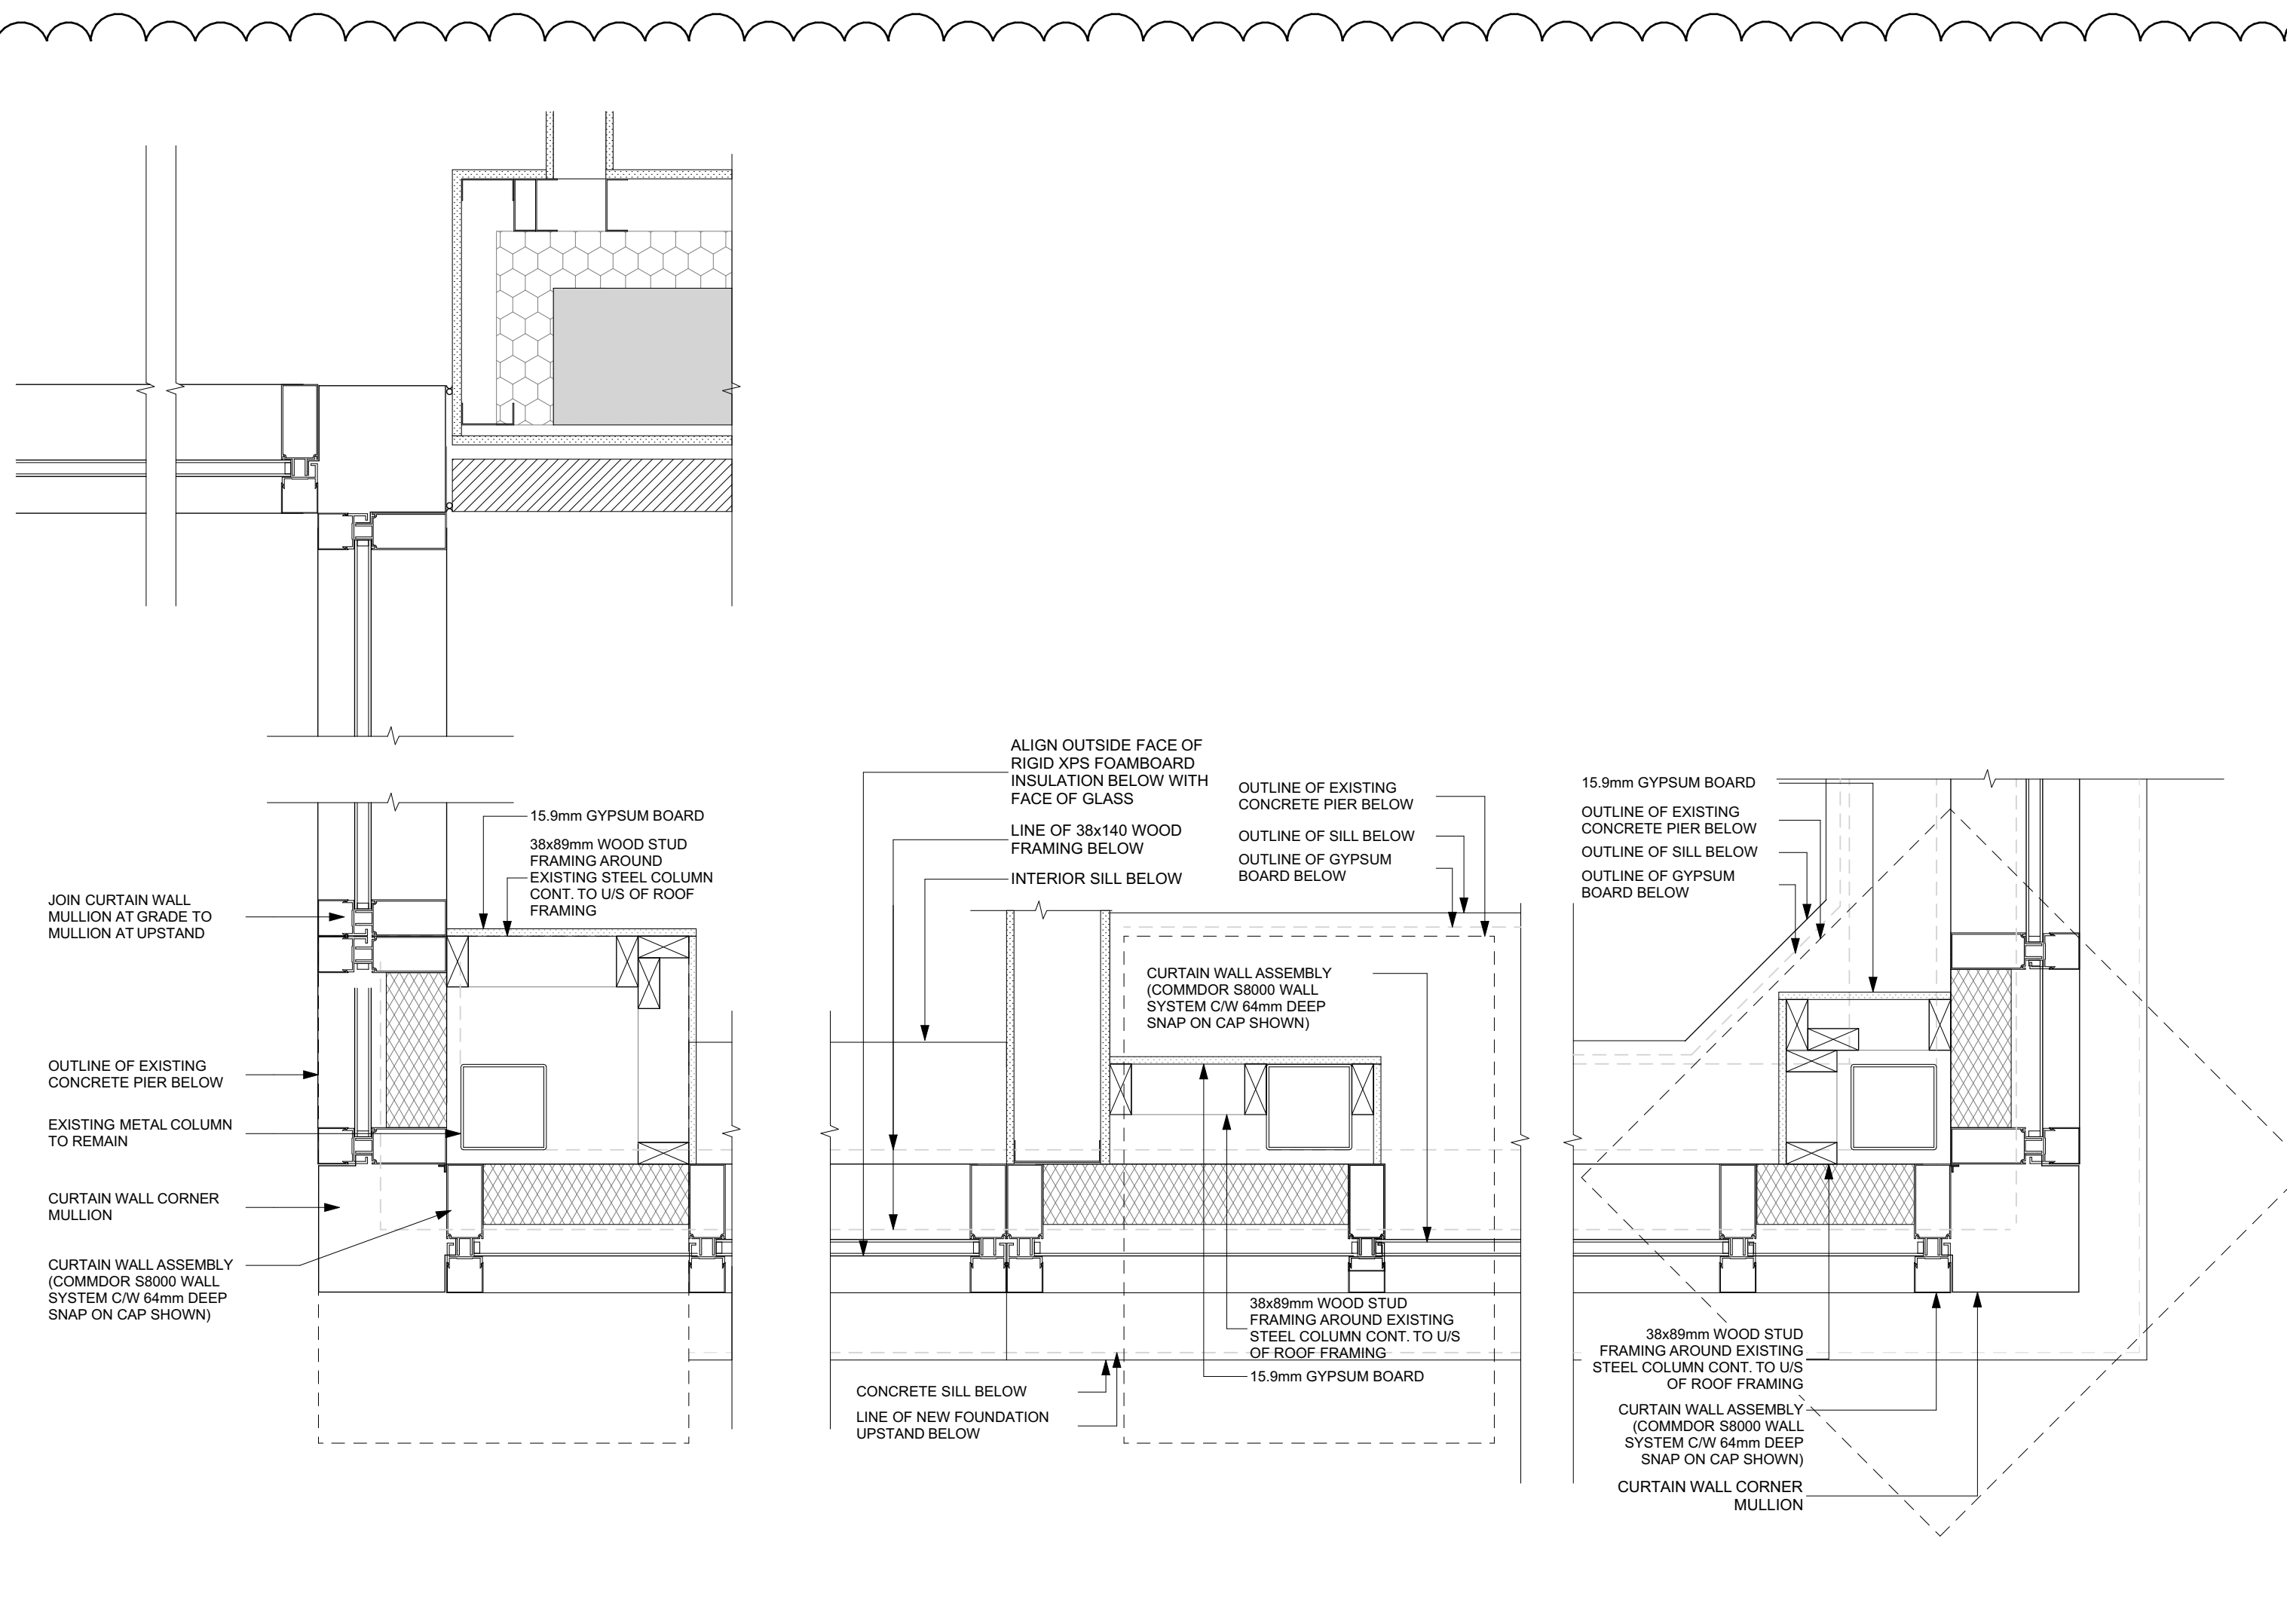 JOIN CURTAIN WALL
MULLION AT GRADE TO
MULLION AT UPSTAND
OUTLINE OF EXISTING
CONCRETE PIER BELOW
EXISTING METAL COLUMN
TO REMAIN
CURTAIN WALL CORNER
MULLION
CURTAIN WALL ASSEMBLY
(COMMDOR S8000 WALL
SYSTEM C/W 64mm DEEP
SNAP ON CAP SHOWN)
15.9mm GYPSUM BOARD
38x89mm WOOD STUD
FRAMING AROUND
EXISTING STEEL COLUMN
CONT. TO U/S OF ROOF
FRAMING
ALIGN OUTSIDE FACE OF
RIGID XPS FOAMBOARD
INSULATION BELOW WITH
FACE OF GLASS
LINE OF 38x140 WOOD
FRAMING BELOW
INTERIOR SILL BELOW
OUTLINE OF EXISTING
CONCRETE PIER BELOW
OUTLINE OF SILL BELOW
OUTLINE OF GYPSUM
BOARD BELOW
CURTAIN WALL ASSEMBLY
(COMMDOR S8000 WALL
SYSTEM C/W 64mm DEEP
SNAP ON CAP SHOWN)
38x89mm WOOD STUD
FRAMING AROUND EXISTING
STEEL COLUMN CONT. TO U/S
OF ROOF FRAMING
15.9mm GYPSUM BOARD
CONCRETE SILL BELOW
LINE OF NEW FOUNDATION
UPSTAND BELOW
15.9mm GYPSUM BOARD
OUTLINE OF EXISTING
CONCRETE PIER BELOW
OUTLINE OF SILL BELOW
OUTLINE OF GYPSUM
BOARD BELOW
38x89mm WOOD STUD
FRAMING AROUND EXISTING
STEEL COLUMN CONT. TO U/S
OF ROOF FRAMING
CURTAIN WALL ASSEMBLY
(COMMDOR S8000 WALL
SYSTEM C/W 64mm DEEP
SNAP ON CAP SHOWN)
CURTAIN WALL CORNER
MULLION